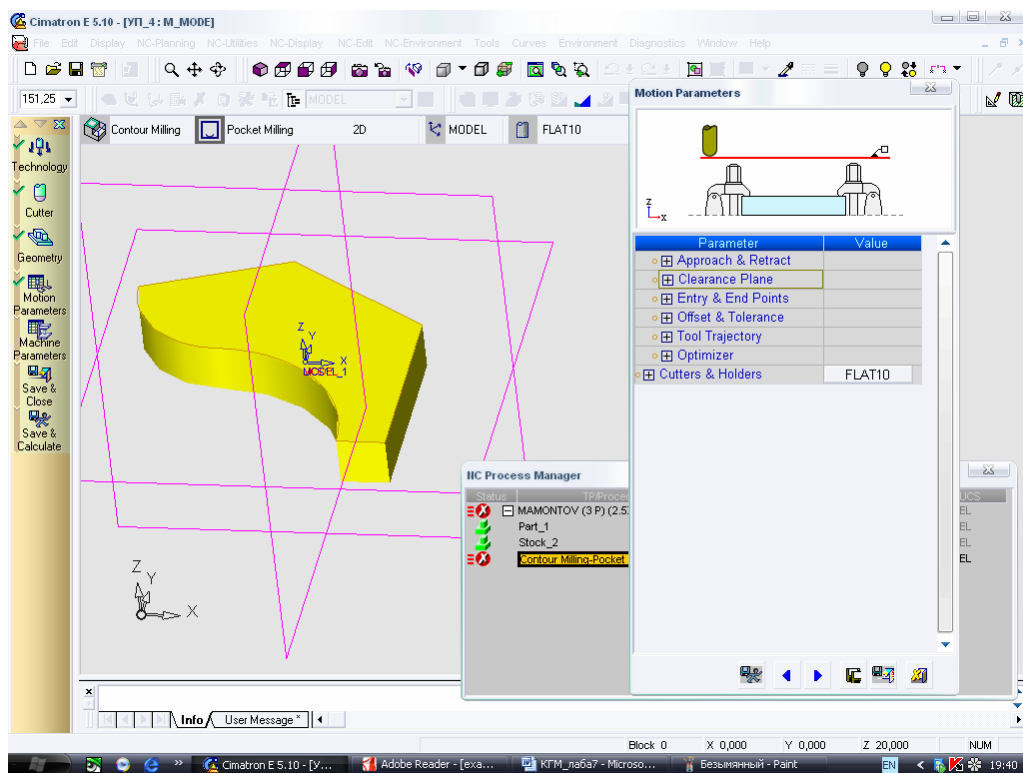 Cimatron E 5.10 - [УП_4 : M_MODE]
File Edit Display NC-Planning NC-Utilities NC-Display NC-Edit NC-Environment Tools Curves Environment Diagnostics Window Help
151,25
MODEL
Contour Milling Pocket Milling 2D MODEL FLAT10
Technology
Cutter
Geometry
Motion
Parameters
Machine
Parameters
Save &
Close
Save &
Calculate
Z
Y
X
MODEL_1
Z
Y
X
Motion Parameters
z
x
Parameter Value
Approach & Retract
Clearance Plane
Entry & End Points
Offset & Tolerance
Tool Trajectory
Optimizer
Cutters & Holders FLAT10
NC Process Manager
Status TP/Proce UCS
MAMONTOV (3 P) (2.5 EL
Part_1 EL
Stock_2 EL
Contour Milling-Pocket EL
Info User Message *
Block 0 X 0,000 Y 0,000 Z 20,000 NUM
» Cimatron E 5.10 - [У... Adobe Reader - [exa... КГМ_лаба7 - Microso... Безымянный - Paint EN < 19:40